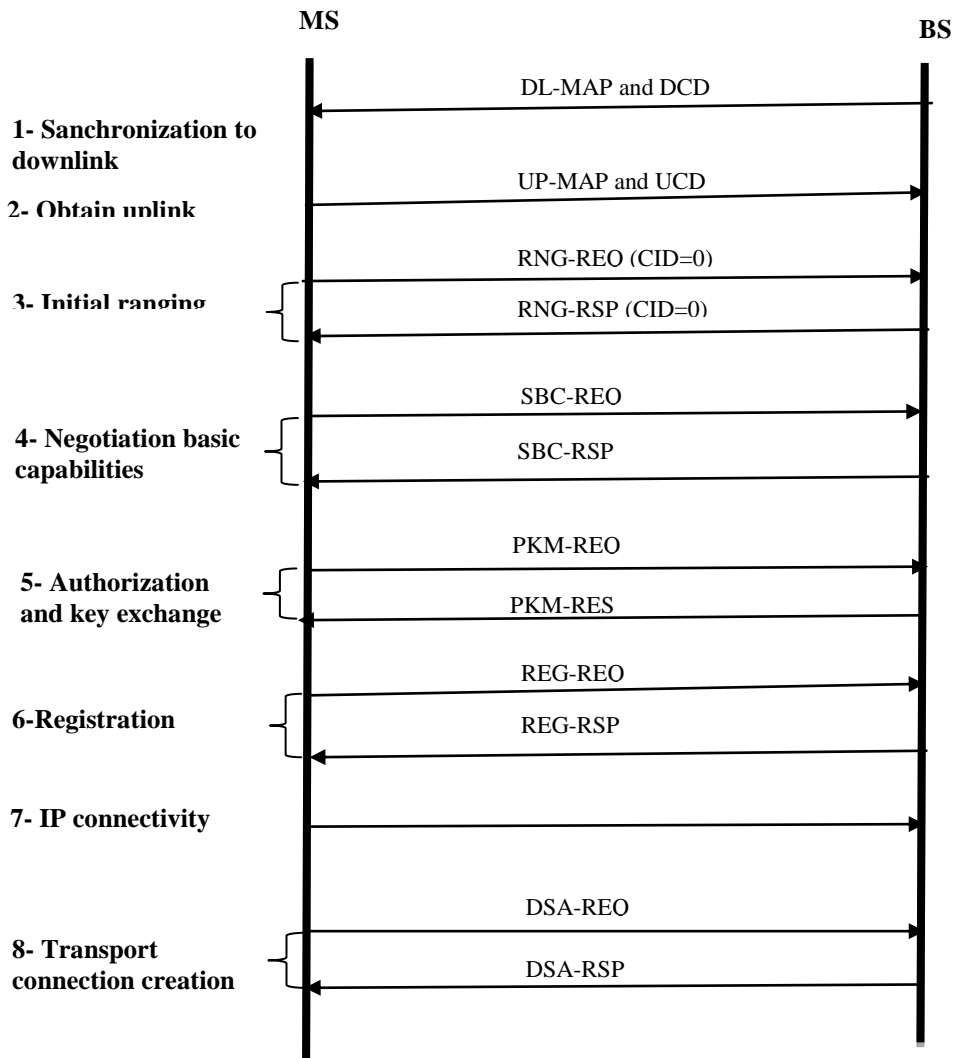 MS
BS
DL-MAP and DCD
1- Sanchronization to
downlink
UP-MAP and UCD
2- Obtain uplink
RNG-REQ (CID=0)
3- Initial ranging
RNG-RSP (CID=0)
SBC-REQ
4- Negotiation basic
capabilities
SBC-RSP
PKM-REQ
5- Authorization
and key exchange
PKM-RES
REG-REQ
6-Registration
REG-RSP
7- IP connectivity
DSA-REQ
8- Transport
connection creation
DSA-RSP